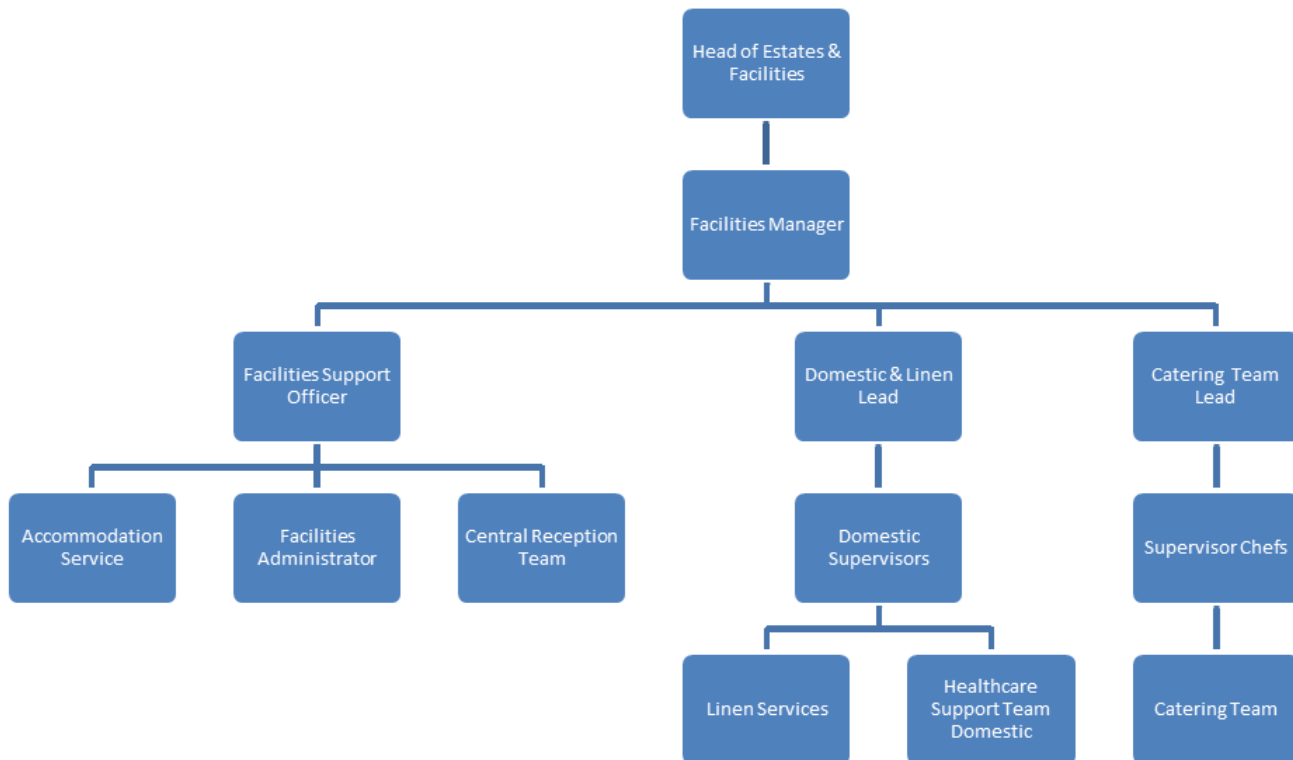 Head of Estates &
Facilities
Facilities Manager
Facilities Support
Officer
Domestic & Linen
Lead
Catering Team
Lead
Accommodation
Service
Facilities
Administrator
Central Reception
Team
Domestic
Supervisors
Supervisor Chefs
Linen Services
Healthcare
Support Team
Domestic
Catering Team